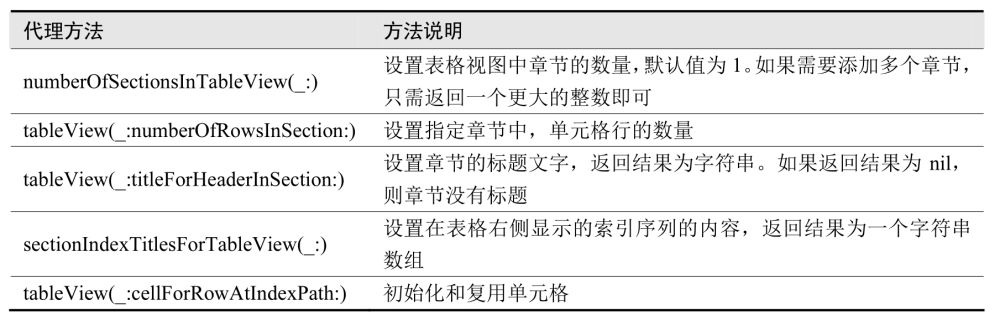 代理方法 方法说明
numberOfSectionsInTableView(_:) 设置表格视图中章节的数量，默认值为 1。如果需要添加多个章节，
只需返回一个更大的整数即可
tableView(_:numberOfRowsInSection:) 设置指定章节中，单元格行的数量
tableView(_:titleForHeaderInSection:) 设置章节的标题文字，返回结果为字符串。如果返回结果为 nil，
则章节没有标题
sectionIndexTitlesForTableView(_:) 设置在表格右侧显示的索引序列的内容，返回结果为一个字符串
数组
tableView(_:cellForRowAtIndexPath:) 初始化和复用单元格